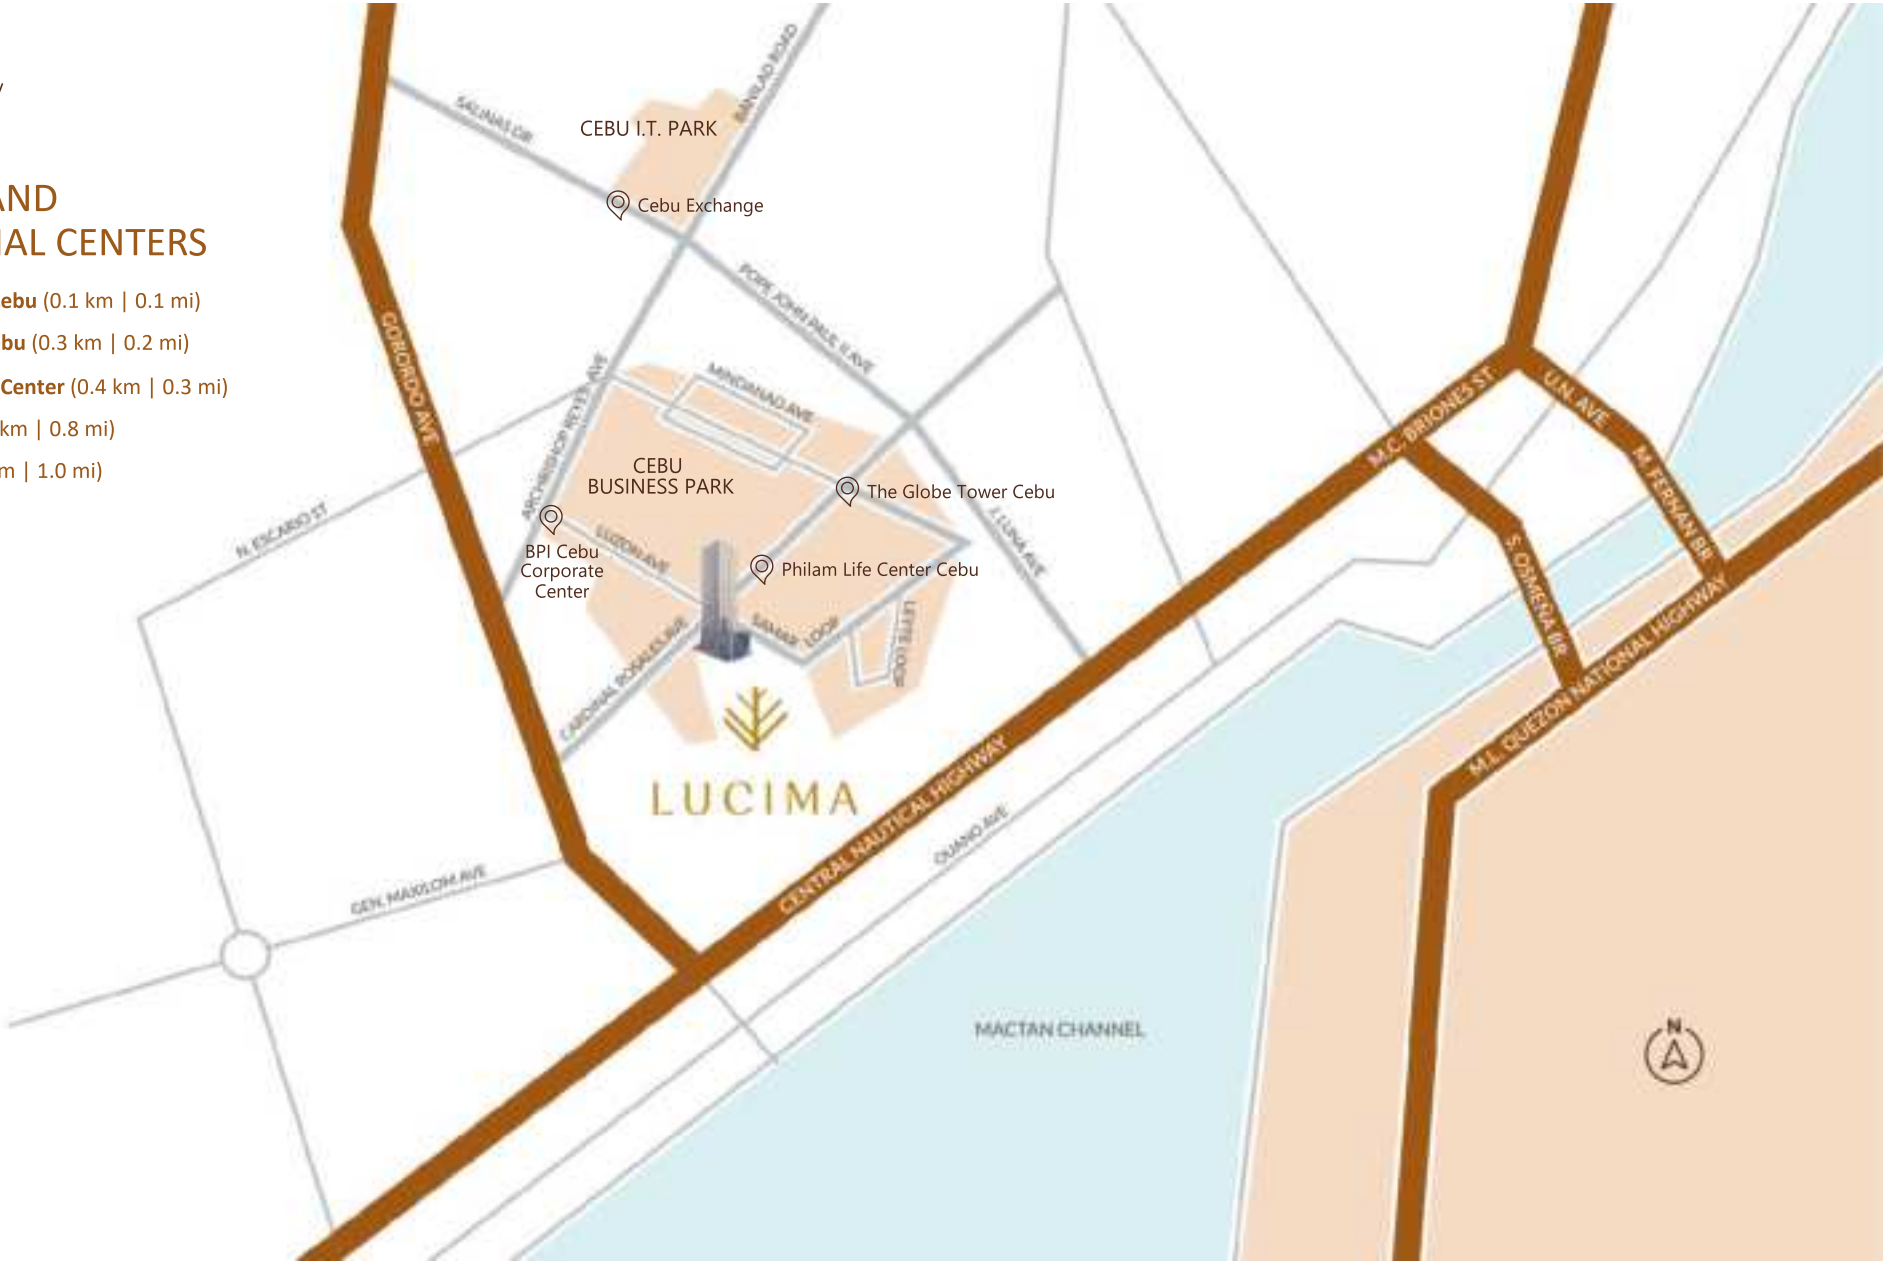 AND
IAL CENTERS
ebu (0.1 km | 0.1 mi)
bu (0.3 km | 0.2 mi)
Center (0.4 km | 0.3 mi)
km | 0.8 mi)
m | 1.0 mi)
SALINAS DR
CEBU I.T. PARK
BANILAD ROAD
Cebu Exchange
POPE JOHN PAUL II AVE
GORORDO AVE
ARCHBISHOP REYES AVE
MINDANAO AVE
CEBU
BUSINESS PARK
The Globe Tower Cebu
N. ESCARIO ST
LUZON AVE
BPI Cebu
Corporate
Center
Philam Life Center Cebu
J. LUNA AVE
SAMAR LOOP
LEYTE LOOP
CARDINAL ROSALES AVE
LUCIMA
M.C. BRIONES ST
U.N. AVE
M. FERNAN BR
S. OSMENA BR
M.L. QUEZON NATIONAL HIGHWAY
CENTRAL NAUTICAL HIGHWAY
OUANO AVE
GEN. MAXILOM AVE
MACTAN CHANNEL
N